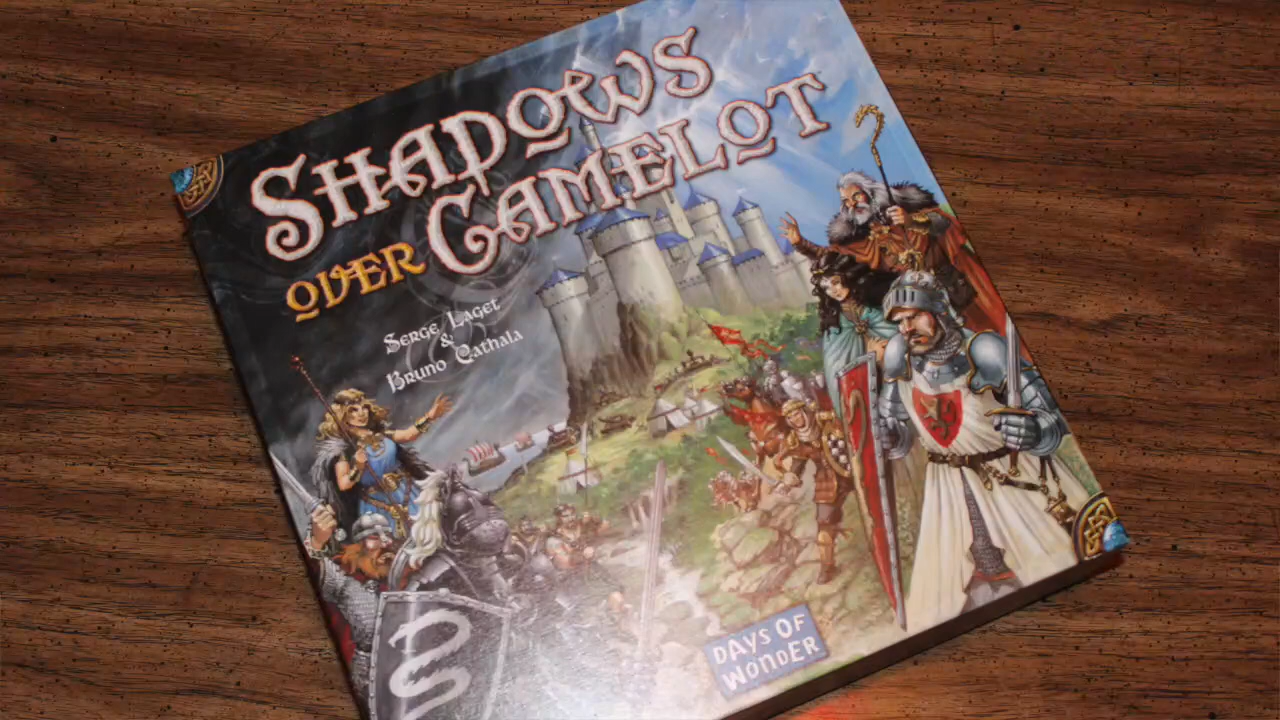 SHADOWS
OVER CAMELOT
SERGE LAGET
&
BRUNO CATHALA
DAYS OF
WONDER